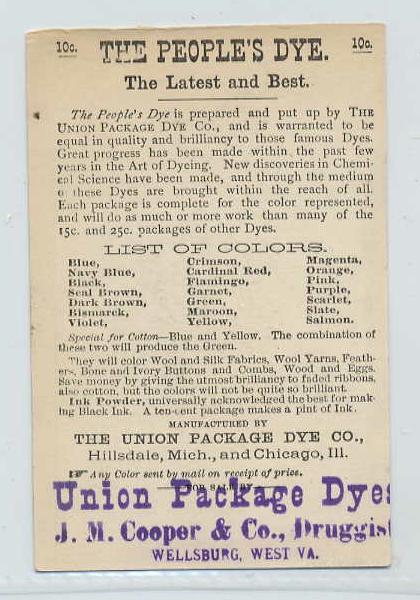 10c. THE PEOPLE'S DYE. 10c.
The Latest and Best.
The People's Dye is prepared and put up by THE
UNION PACKAGE DYE CO., and is warranted to be
equal in quality and brilliancy to those famous Dyes.
Great progress has been made within the past few
years in the Art of Dyeing. New discoveries in Chemi-
cal Science have been made, and through the medium
o these Dyes are brought within the reach of all.
Each package is complete for the color represented,
and will do as much or more work than many of the
15c. and 25c. packages of other Dyes.
LIST OF COLORS.
Blue, Crimson, Magenta,
Navy Blue, Cardinal Red, Orange,
Black, Flamingo, Pink,
Seal Brown, Garnet, Purple,
Dark Brown, Green, Scarlet,
Bismarck, Maroon, Slate,
Violet, Yellow, Salmon.
Special for Cotton—Blue and Yellow. The combination of
these two will produce the Green.
They will color Wool and Silk Fabrics, Wool Yarns, Feath-
ers, Bone and Ivory Buttons and Combs, Wood and Eggs.
Save money by giving the utmost brilliancy to faded ribbons,
also cotton, but the colors will not be quite so brilliant.
Ink Powder, universally acknowledged the best for mak-
ing Black Ink. A ten-cent package makes a pint of Ink.
MANUFACTURED BY
THE UNION PACKAGE DYE CO.,
Hillsdale, Mich., and Chicago, Ill.
☞ Any Color sent by mail on receipt of price.
—FOR SALE BY—
Union Package Dyes
J. M. Cooper & Co., Druggis
WELLSBURG, WEST VA.